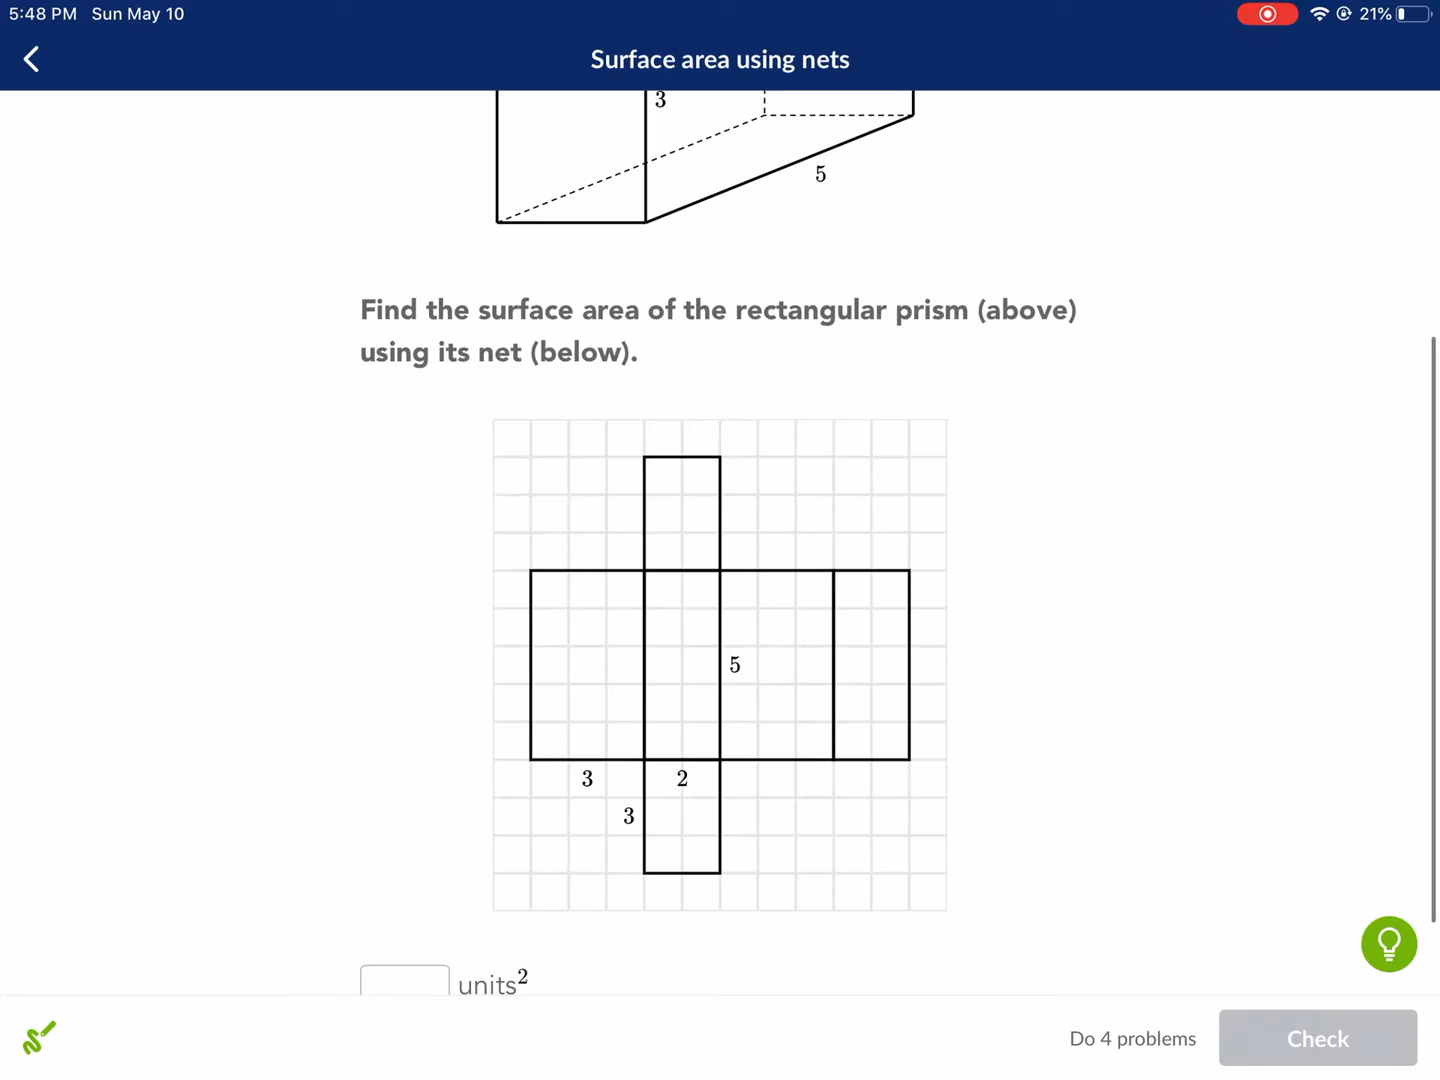 5:48 PM Sun May 10
21%
Surface area using nets
3
5
Find the surface area of the rectangular prism (above)
using its net (below).
5
3 2
3
units²
Do 4 problems
Check